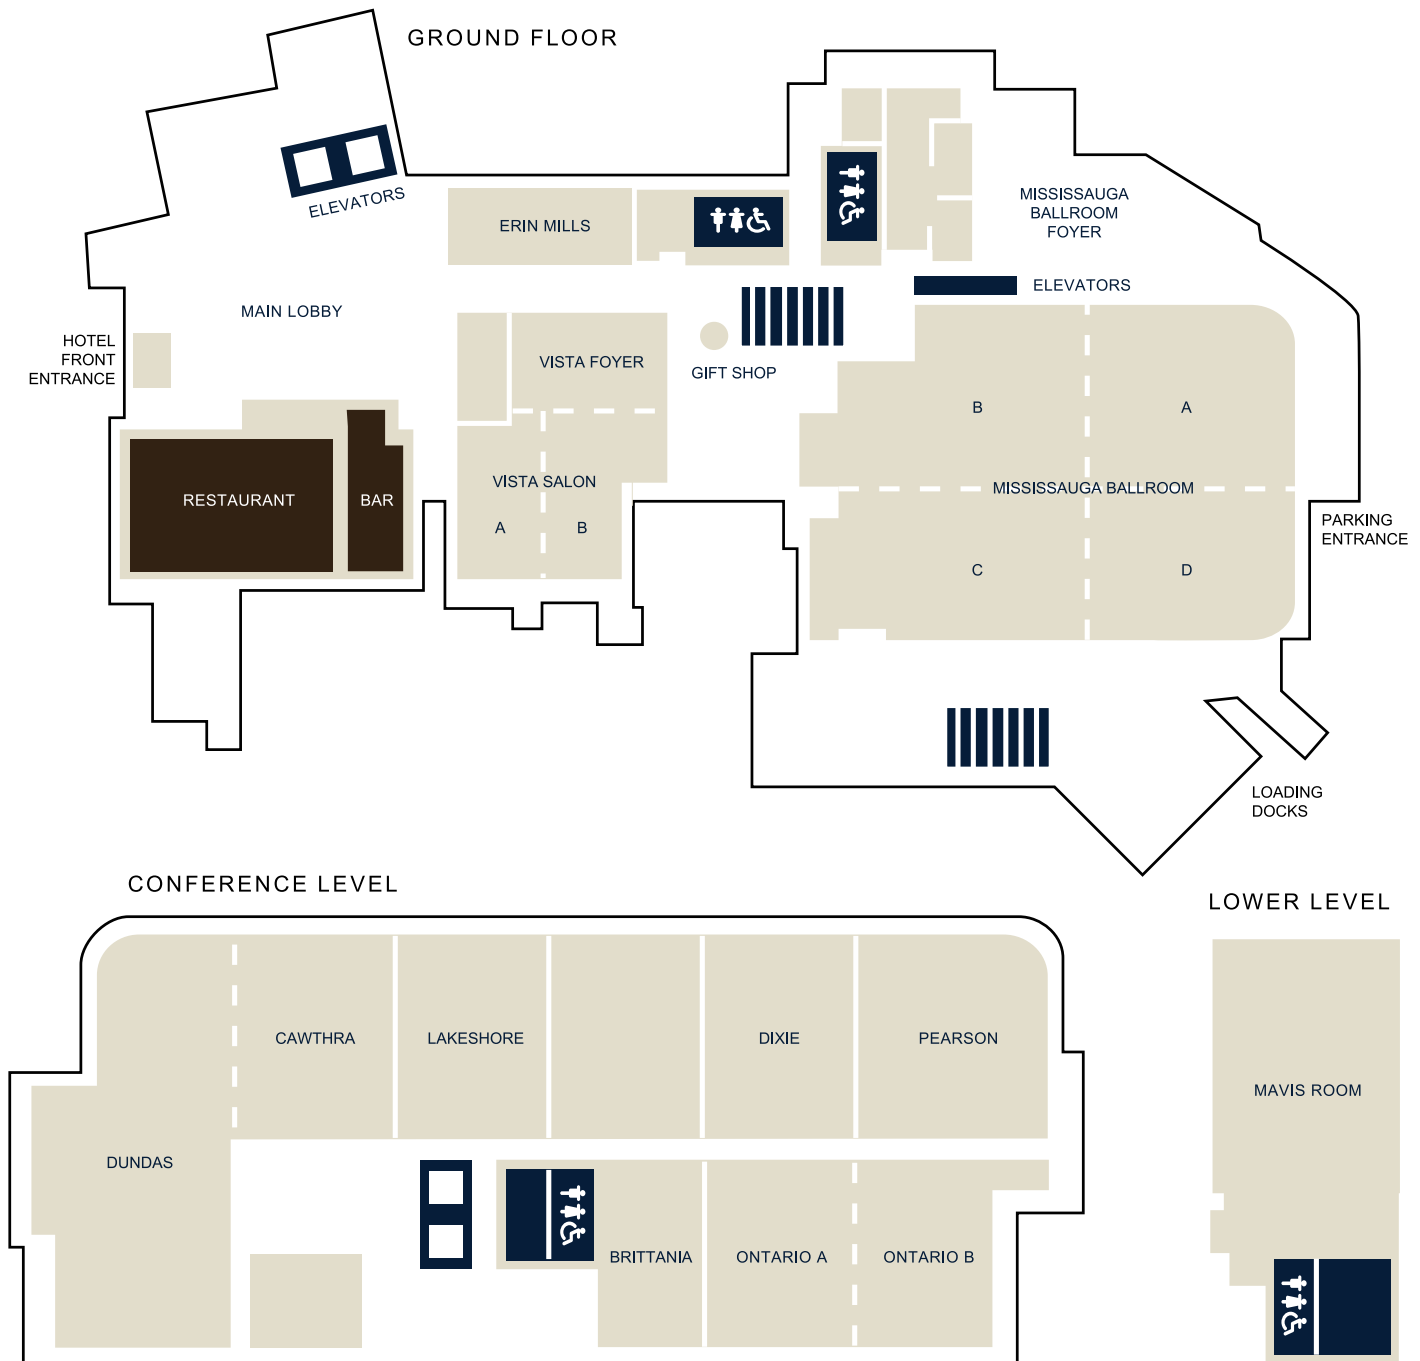 GROUND FLOOR
ELEVATORS
ERIN MILLS
MISSISSAUGA
BALLROOM
FOYER
ELEVATORS
MAIN LOBBY
HOTEL
FRONT
ENTRANCE
VISTA FOYER
GIFT SHOP
B
A
RESTAURANT
BAR
VISTA SALON
A
B
MISSISSAUGA BALLROOM
C
D
PARKING
ENTRANCE
LOADING
DOCKS
CONFERENCE LEVEL
CAWTHRA
LAKESHORE
DIXIE
PEARSON
DUNDAS
BRITTANIA
ONTARIO A
ONTARIO B
LOWER LEVEL
MAVIS ROOM